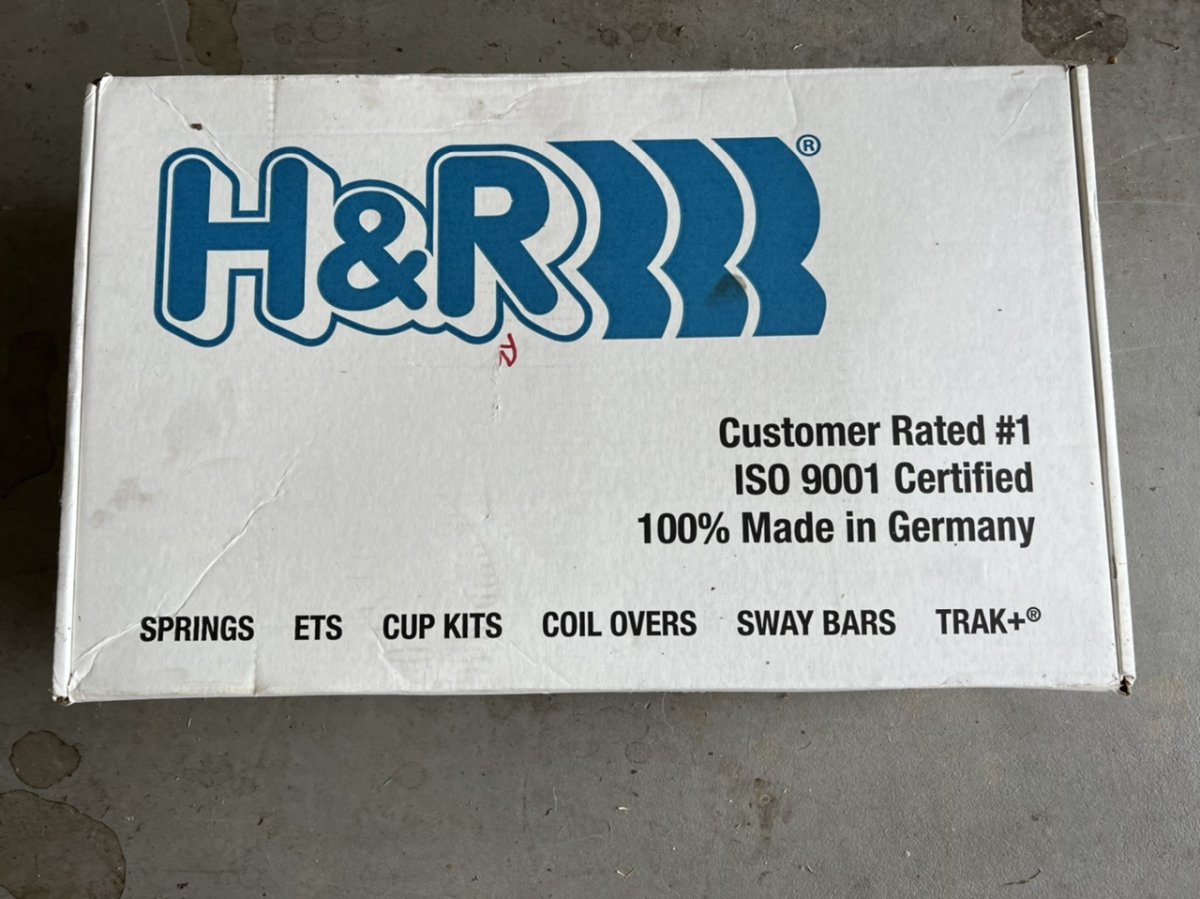 H&R®
Customer Rated #1
ISO 9001 Certified
100% Made in Germany
SPRINGS ETS CUP KITS COIL OVERS SWAY BARS TRAK+®